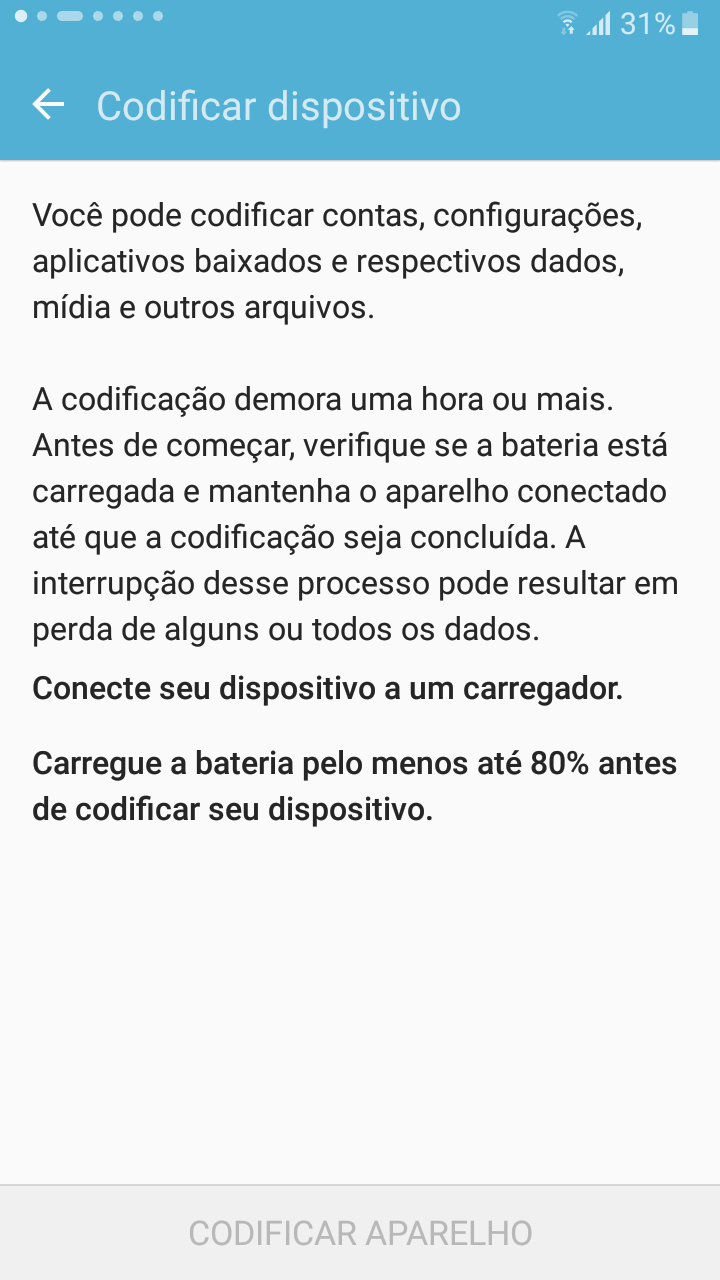 31%
Codificar dispositivo
Você pode codificar contas, configurações,
aplicativos baixados e respectivos dados,
mídia e outros arquivos.
A codificação demora uma hora ou mais.
Antes de começar, verifique se a bateria está
carregada e mantenha o aparelho conectado
até que a codificação seja concluída. A
interrupção desse processo pode resultar em
perda de alguns ou todos os dados.
Conecte seu dispositivo a um carregador.
Carregue a bateria pelo menos até 80% antes
de codificar seu dispositivo.
CODIFICAR APARELHO